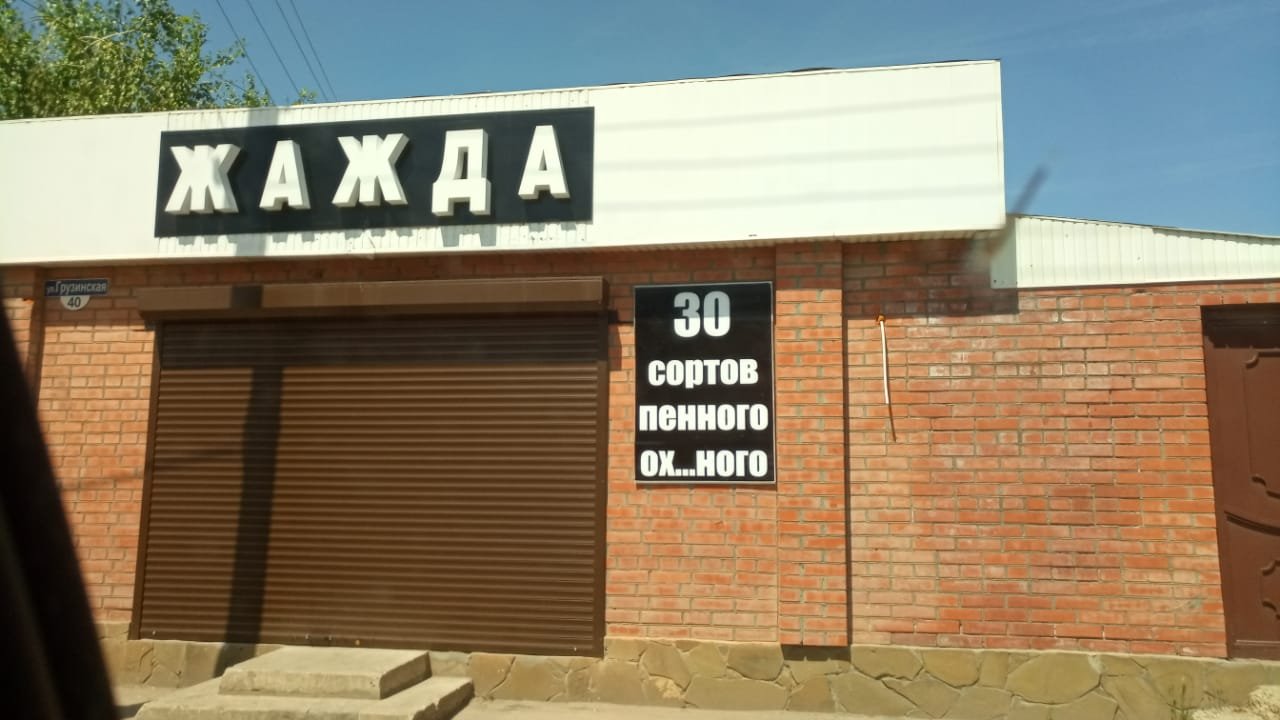 ЖАЖДА
ул.Грузинская
40
30
сортов
пенного
ох...ного